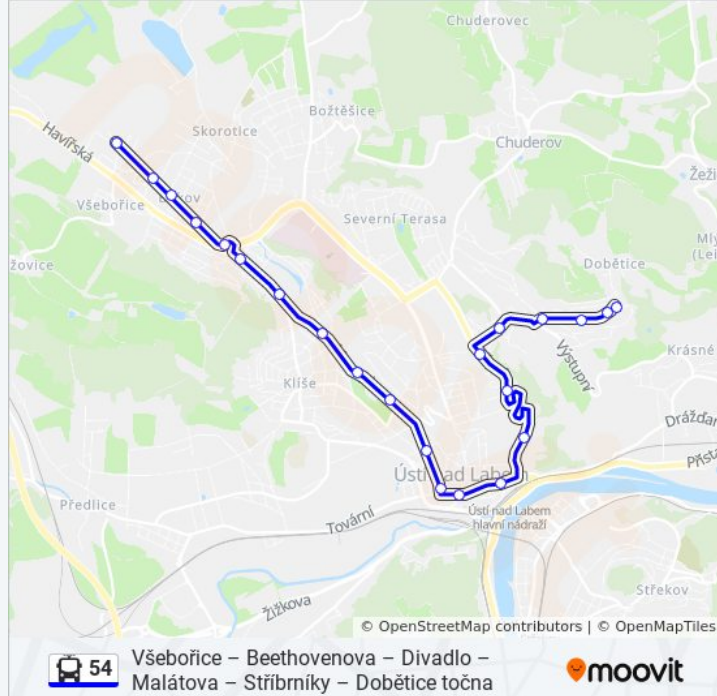 Chuderovec
Božtěšice
Havířská
Skorotice
Chuderov
Žeži
Všebořice
Severní Terasa
Mly
(Lei
Dobětice
žovice
Výstupní
Krásné
Klíše
Drážďan
Ústí nad Labem
Přísta
Předlice
Tovární
Ústí nad Labem
hlavní nádraží
Střekov
Žižkova
© OpenStreetMap contributors | © OpenMapTiles
54
Všebořice – Beethovenova – Divadlo –
Malátova – Stříbrníky – Dobětice točna
moovit